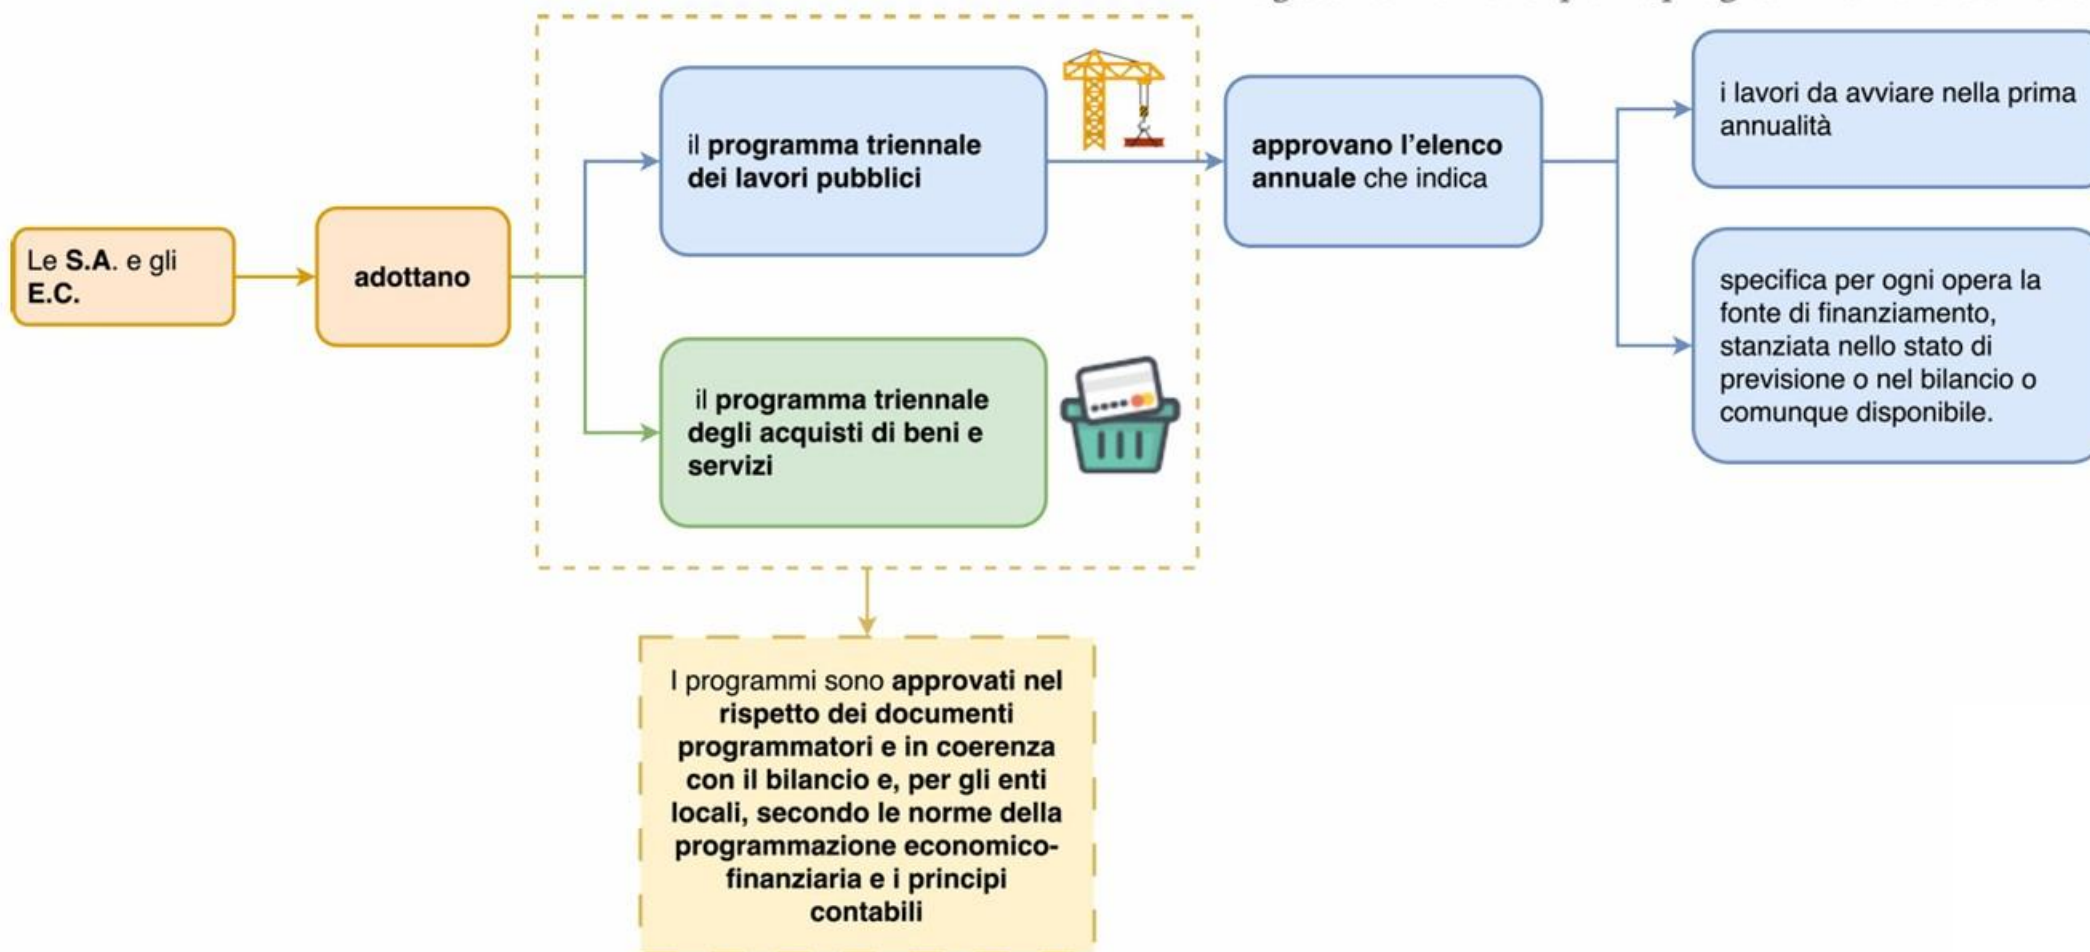 Le S.A. e gli
E.C.
adottano
il programma triennale
dei lavori pubblici
il programma triennale
degli acquisti di beni e
servizi
approvano l'elenco
annuale che indica
i lavori da avviare nella prima
annualità
specifica per ogni opera la
fonte di finanziamento,
stanziata nello stato di
previsione o nel bilancio o
comunque disponibile.
I programmi sono approvati nel
rispetto dei documenti
programmatori e in coerenza
con il bilancio e, per gli enti
locali, secondo le norme della
programmazione economico-
finanziaria e i principi
contabili